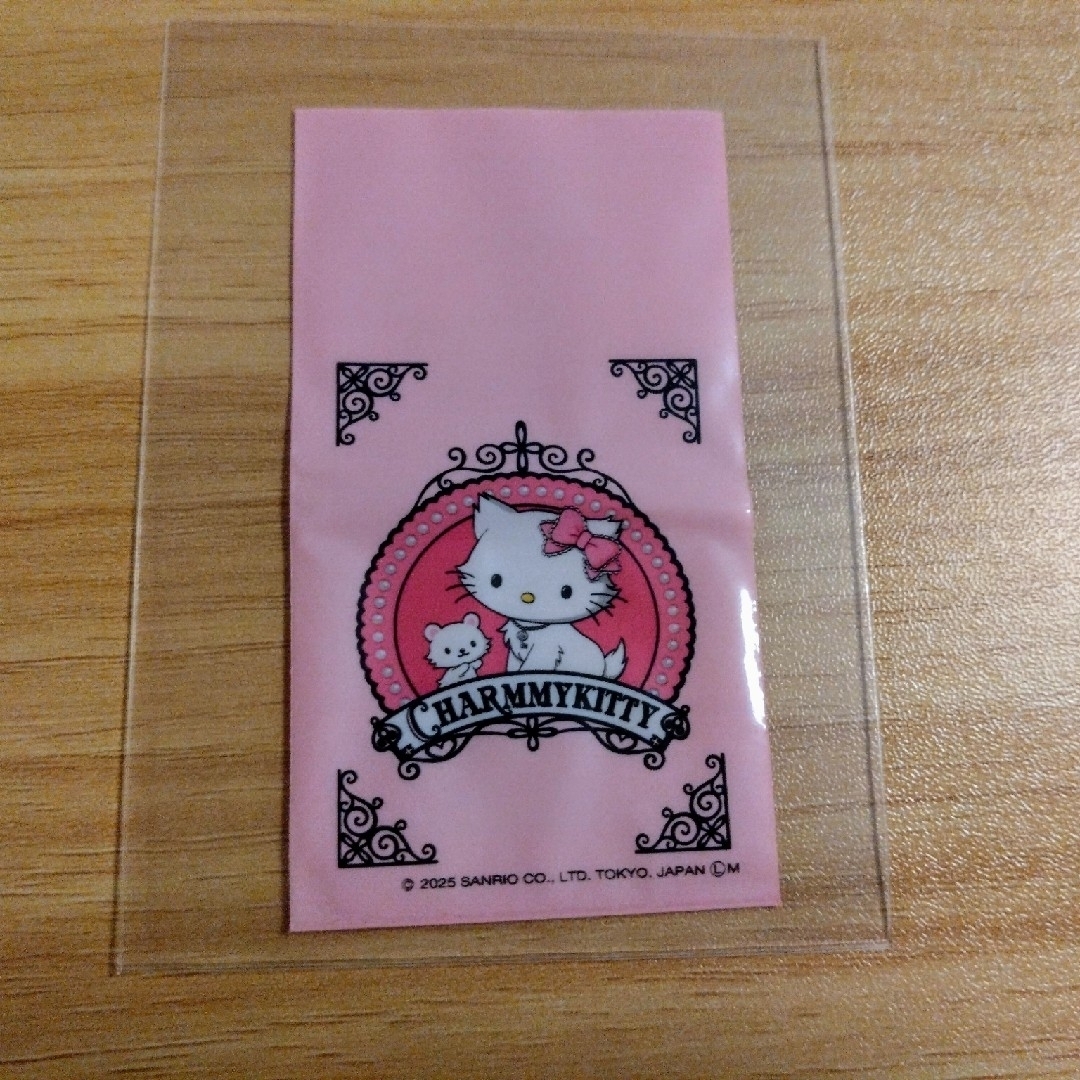 CHARMMYKITTY
© 2025 SANRIO CO., LTD. TOKYO, JAPAN Ⓛ M